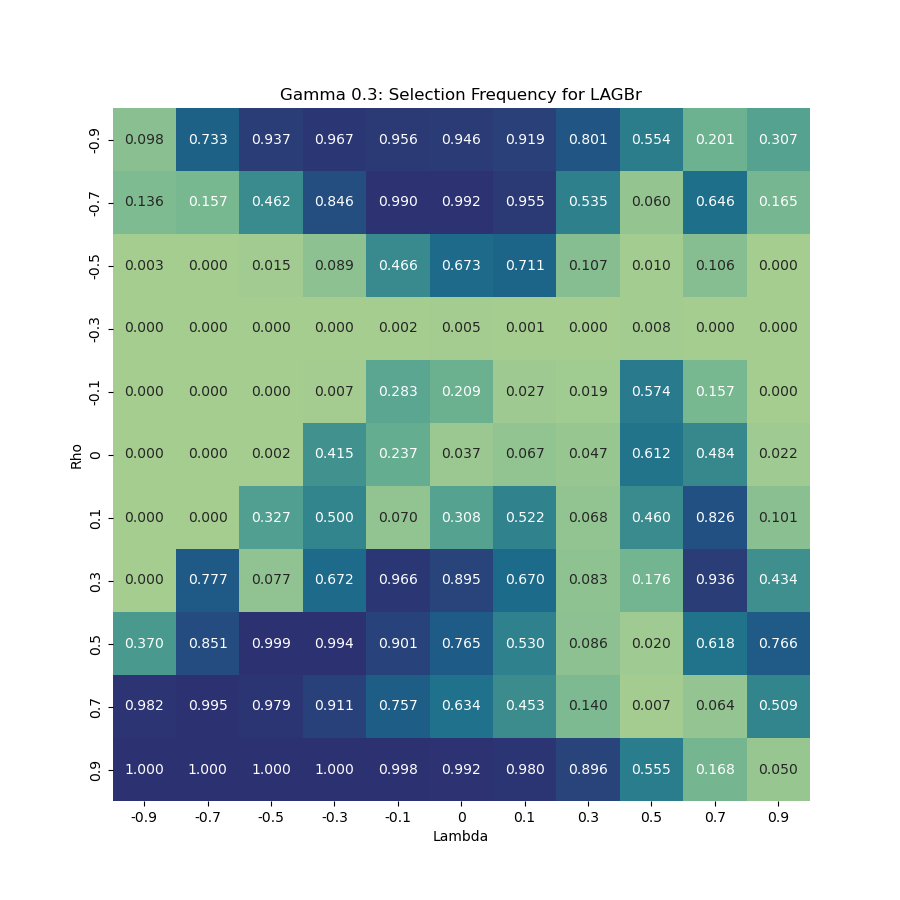 Gamma 0.3: Selection Frequency for LAGBr
-0.9 0.098 0.733 0.937 0.967 0.956 0.946 0.919 0.801 0.554 0.201 0.307
-0.7 0.136 0.157 0.462 0.846 0.990 0.992 0.955 0.535 0.060 0.646 0.165
-0.5 0.003 0.000 0.015 0.089 0.466 0.673 0.711 0.107 0.010 0.106 0.000
-0.3 0.000 0.000 0.000 0.000 0.002 0.005 0.001 0.000 0.008 0.000 0.000
-0.1 0.000 0.000 0.000 0.007 0.283 0.209 0.027 0.019 0.574 0.157 0.000
Rho
0 0.000 0.000 0.002 0.415 0.237 0.037 0.067 0.047 0.612 0.484 0.022
0.1 0.000 0.000 0.327 0.500 0.070 0.308 0.522 0.068 0.460 0.826 0.101
0.3 0.000 0.777 0.077 0.672 0.966 0.895 0.670 0.083 0.176 0.936 0.434
0.5 0.370 0.851 0.999 0.994 0.901 0.765 0.530 0.086 0.020 0.618 0.766
0.7 0.982 0.995 0.979 0.911 0.757 0.634 0.453 0.140 0.007 0.064 0.509
0.9 1.000 1.000 1.000 1.000 0.998 0.992 0.980 0.896 0.555 0.168 0.050
-0.9 -0.7 -0.5 -0.3 -0.1 0 0.1 0.3 0.5 0.7 0.9
Lambda